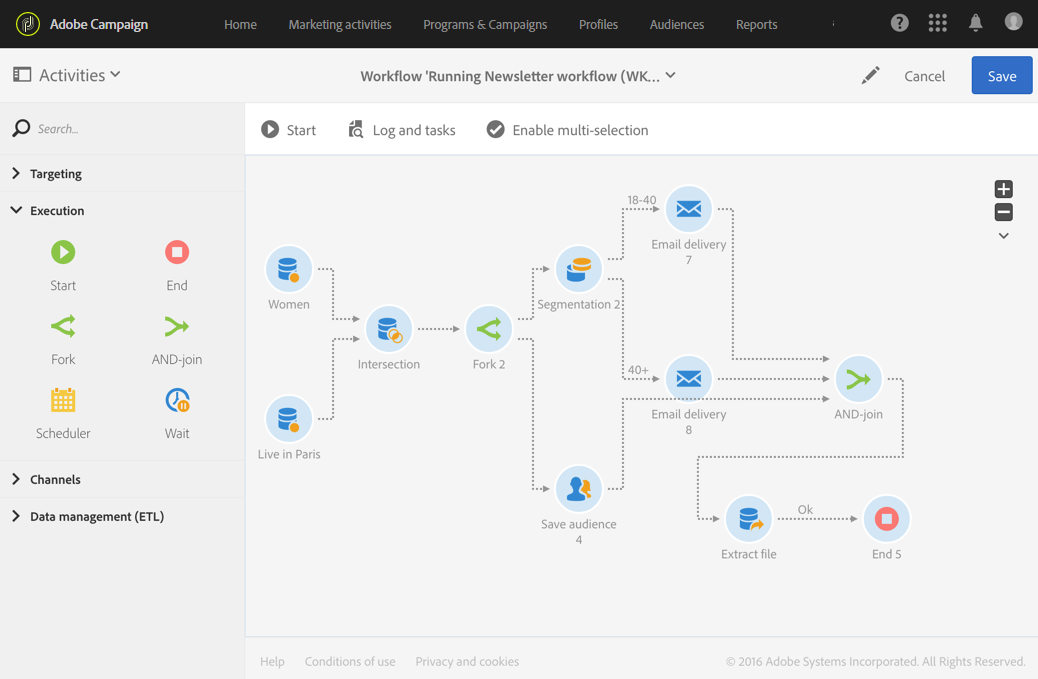 Adobe Campaign
Home
Marketing activities
Programs & Campaigns
Profiles
Audiences
Reports
Activities
Workflow 'Running Newsletter workflow (WK...
Cancel
Save
Search...
Start
Log and tasks
Enable multi-selection
Targeting
Execution
Start
End
Fork
AND-join
Scheduler
Wait
Channels
Data management (ETL)
Women
Live in Paris
Intersection
Fork 2
Segmentation 2
18-40
Email delivery
7
40+
Email delivery
8
Save audience
4
AND-join
Extract file
Ok
End 5
Help
Conditions of use
Privacy and cookies
© 2016 Adobe Systems Incorporated. All Rights Reserved.